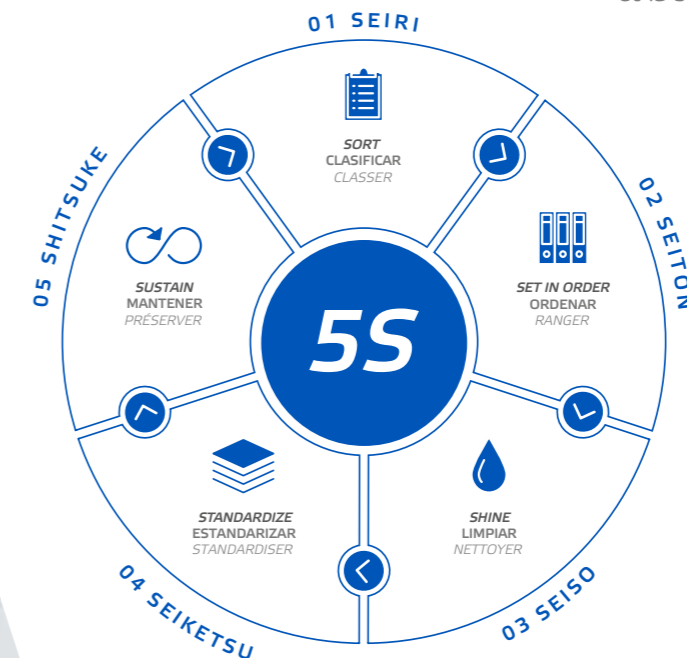 01 SEIRI
SORT
CLASIFICAR
CLASSER
02 SEITON
SET IN ORDER
ORDENAR
RANGER
03 SEISO
SHINE
LIMPIAR
NETTOYER
04 SEIKETSU
STANDARDIZE
ESTANDARIZAR
STANDARDISER
05 SHITSUKE
SUSTAIN
MANTENER
PRÉSERVER
5S